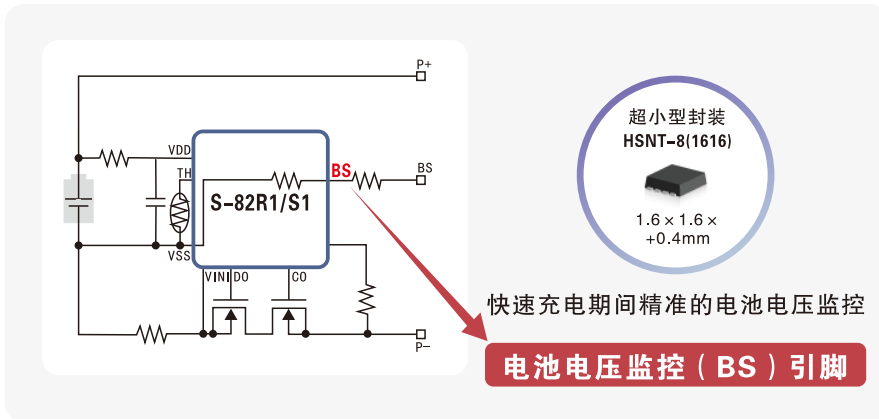 P+
VDD
TH
BS
BS
S-82R1/S1
VSS
VINI
DO
CO
P-
超小型封装
HSNT-8(1616)
1.6×1.6×
+0.4mm
快速充电期间精准的电池电压监控
电池电压监控（BS）引脚